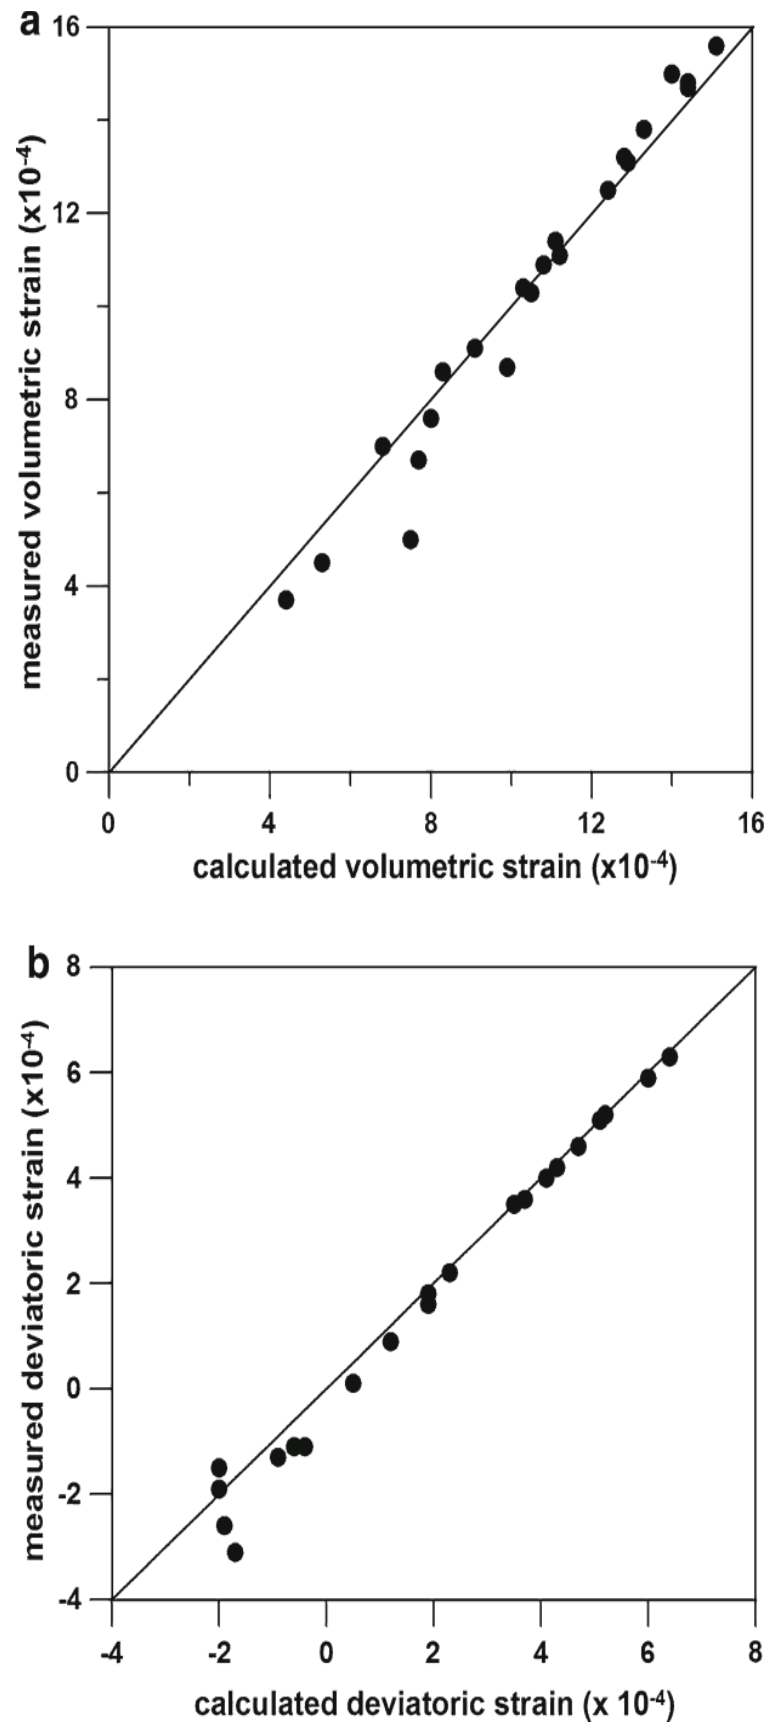 a
16
12
8
4
0
measured volumetric strain (x10-4)
0 4 8 12 16
calculated volumetric strain (x10-4)
b
8
6
4
2
0
-2
-4
measured deviatoric strain (x10-4)
-4 -2 0 2 4 6 8
calculated deviatoric strain (x 10-4)